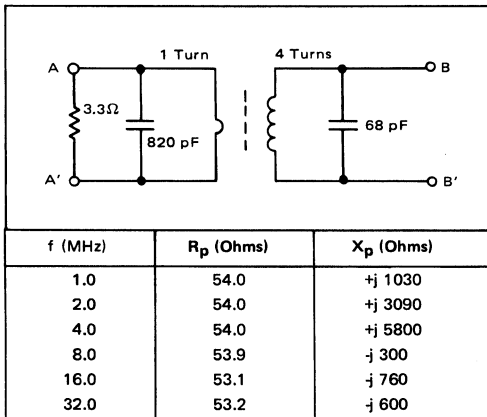 1 Turn 4 Turns
A B
3.3Ω
820 pF
68 pF
A' B'
f (MHz) Rp (Ohms) Xp (Ohms)
1.0 54.0 +j 1030
2.0 54.0 +j 3090
4.0 54.0 +j 5800
8.0 53.9 -j 300
16.0 53.1 -j 760
32.0 53.2 -j 600